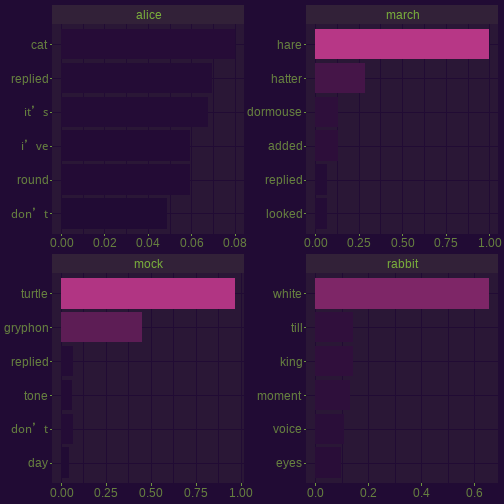 alice
cat
replied
it’s
i’ve
round
don’t
0.00 0.02 0.04 0.06 0.08
march
hare
hatter
dormouse
added
replied
looked
0.00 0.25 0.50 0.75 1.00
mock
turtle
gryphon
replied
tone
don’t
day
0.00 0.25 0.50 0.75 1.00
rabbit
white
till
king
moment
voice
eyes
0.0 0.2 0.4 0.6